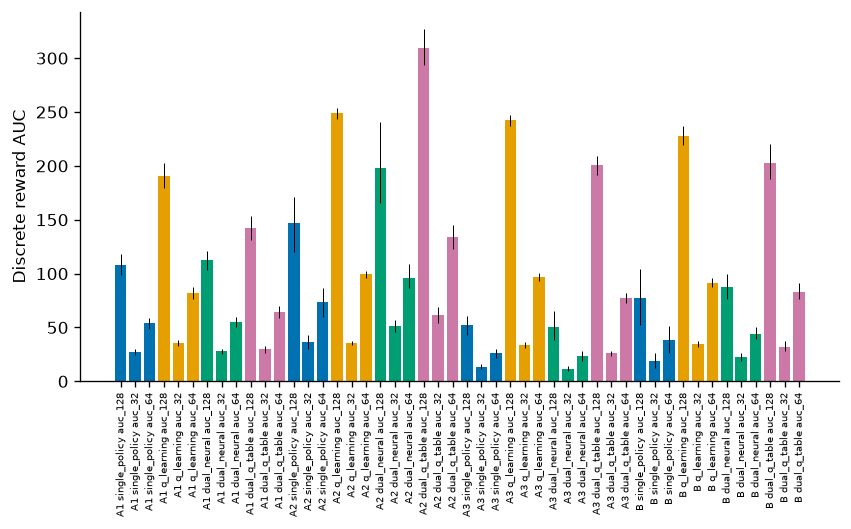 Discrete reward AUC
300
250
200
150
100
50
0
A1 single_policy auc_128
A1 single_policy auc_32
A1 single_policy auc_64
A1 q_learning auc_128
A1 q_learning auc_32
A1 q_learning auc_64
A1 dual_neural auc_128
A1 dual_neural auc_32
A1 dual_neural auc_64
A1 dual_q_table auc_128
A1 dual_q_table auc_32
A1 dual_q_table auc_64
A2 single_policy auc_128
A2 single_policy auc_32
A2 single_policy auc_64
A2 q_learning auc_128
A2 q_learning auc_32
A2 q_learning auc_64
A2 dual_neural auc_128
A2 dual_neural auc_32
A2 dual_neural auc_64
A2 dual_q_table auc_128
A2 dual_q_table auc_32
A2 dual_q_table auc_64
A3 single_policy auc_128
A3 single_policy auc_32
A3 single_policy auc_64
A3 q_learning auc_128
A3 q_learning auc_32
A3 q_learning auc_64
A3 dual_neural auc_128
A3 dual_neural auc_32
A3 dual_neural auc_64
A3 dual_q_table auc_128
A3 dual_q_table auc_32
A3 dual_q_table auc_64
B single_policy auc_128
B single_policy auc_32
B single_policy auc_64
B q_learning auc_128
B q_learning auc_32
B q_learning auc_64
B dual_neural auc_128
B dual_neural auc_32
B dual_neural auc_64
B dual_q_table auc_128
B dual_q_table auc_32
B dual_q_table auc_64